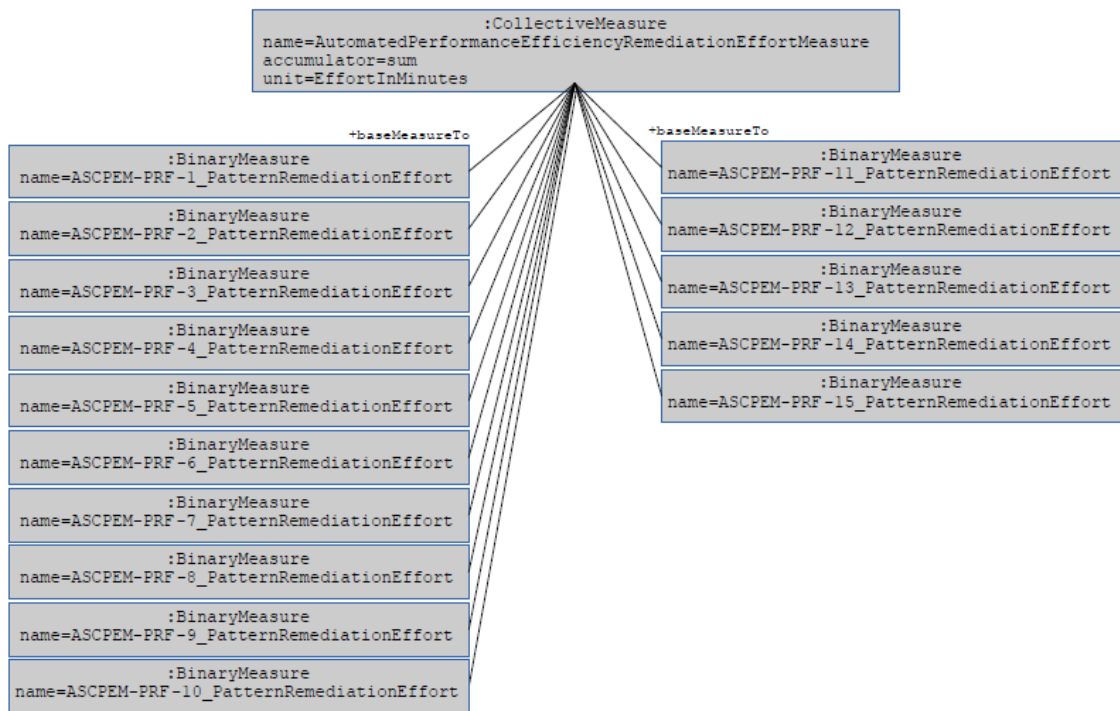 :CollectiveMeasure
name=AutomatedPerformanceEfficiencyRemediationEffortMeasure
accumulator=sum
unit=EffortInMinutes
+baseMeasureTo
:BinaryMeasure
name=ASCPEM-PRF-1_PatternRemediationEffort
:BinaryMeasure
name=ASCPEM-PRF-2_PatternRemediationEffort
:BinaryMeasure
name=ASCPEM-PRF-3_PatternRemediationEffort
:BinaryMeasure
name=ASCPEM-PRF-4_PatternRemediationEffort
:BinaryMeasure
name=ASCPEM-PRF-5_PatternRemediationEffort
:BinaryMeasure
name=ASCPEM-PRF-6_PatternRemediationEffort
:BinaryMeasure
name=ASCPEM-PRF-7_PatternRemediationEffort
:BinaryMeasure
name=ASCPEM-PRF-8_PatternRemediationEffort
:BinaryMeasure
name=ASCPEM-PRF-9_PatternRemediationEffort
:BinaryMeasure
name=ASCPEM-PRF-10_PatternRemediationEffort
+baseMeasureTo
:BinaryMeasure
name=ASCPEM-PRF-11_PatternRemediationEffort
:BinaryMeasure
name=ASCPEM-PRF-12_PatternRemediationEffort
:BinaryMeasure
name=ASCPEM-PRF-13_PatternRemediationEffort
:BinaryMeasure
name=ASCPEM-PRF-14_PatternRemediationEffort
:BinaryMeasure
name=ASCPEM-PRF-15_PatternRemediationEffort